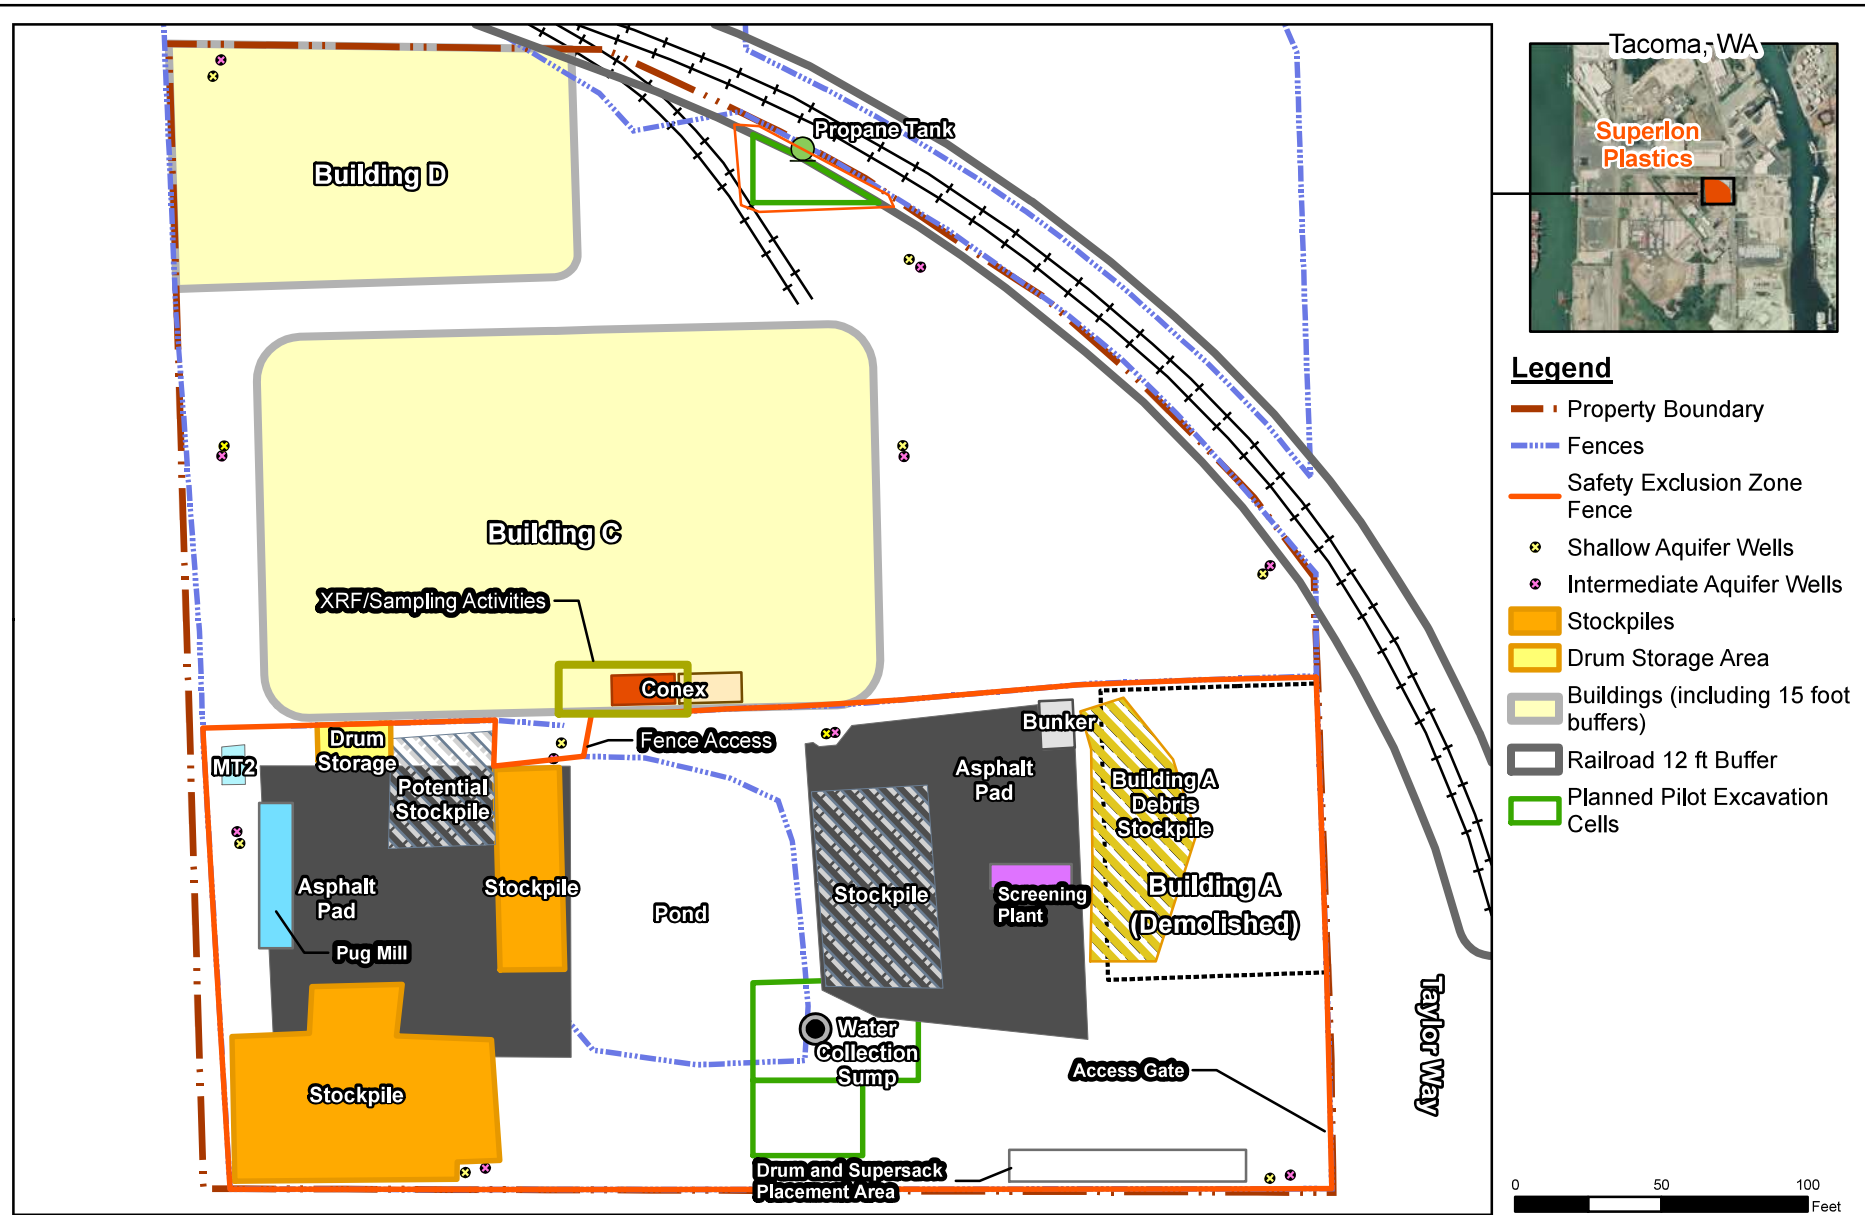 Tacoma, WA
Superlon
Plastics
Propane Tank
Building D
Building C
XRF/Sampling Activities
Conex
Fence Access
Bunker
MT2
Drum
Storage
Potential
Stockpile
Asphalt
Pad
Building A
Debris
Stockpile
Stockpile
Asphalt
Pad
Pug Mill
Pond
Stockpile
Screening
Plant
Building A
(Demolished)
Water
Collection
Sump
Stockpile
Access Gate
Taylor Way
Drum and Supersack
Placement Area
Legend
Property Boundary
Fences
Safety Exclusion Zone
Fence
Shallow Aquifer Wells
Intermediate Aquifer Wells
Stockpiles
Drum Storage Area
Buildings (including 15 foot
buffers)
Railroad 12 ft Buffer
Planned Pilot Excavation
Cells
0 50 100
Feet